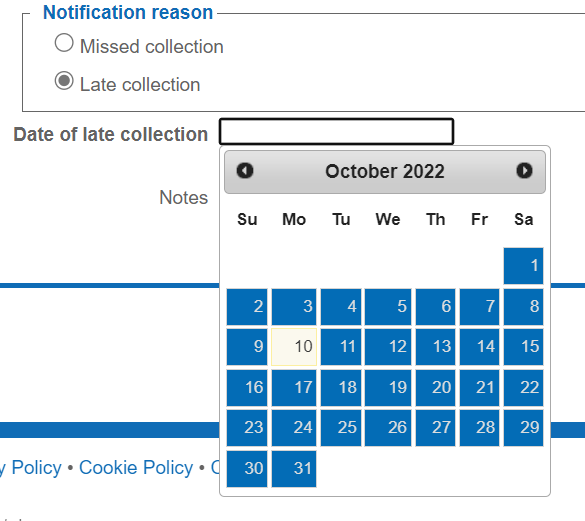 Notification reason
Missed collection
Late collection
Date of late collection
October 2022
Notes
Su Mo Tu We Th Fr Sa
1
2 3 4 5 6 7 8
9 10 11 12 13 14 15
16 17 18 19 20 21 22
23 24 25 26 27 28 29
30 31
y Policy • Cookie Policy •